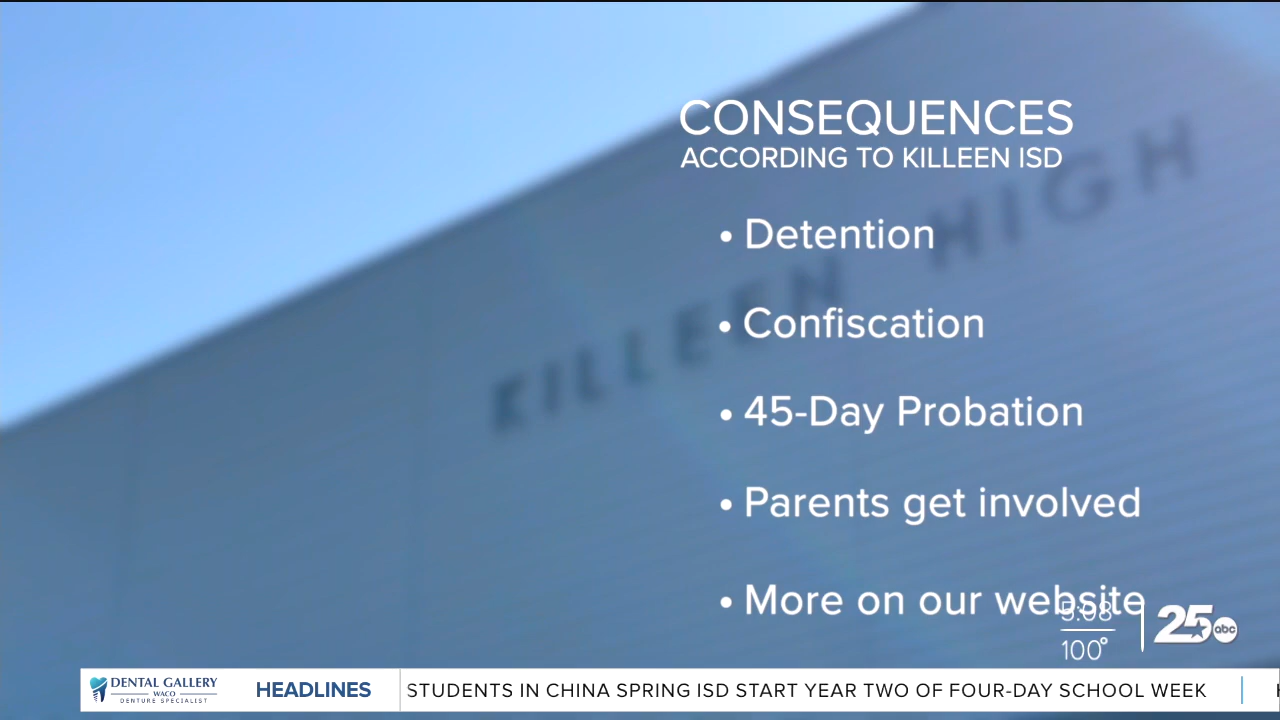 CONSEQUENCES
ACCORDING TO KILLEEN ISD
KILLEEN HIGH
• Detention
• Confiscation
• 45-Day Probation
• Parents get involved
• More on our website
5:08
100°
25 abc
DENTAL GALLERY
WACO
DENTURE SPECIALIST
HEADLINES
STUDENTS IN CHINA SPRING ISD START YEAR TWO OF FOUR-DAY SCHOOL WEEK